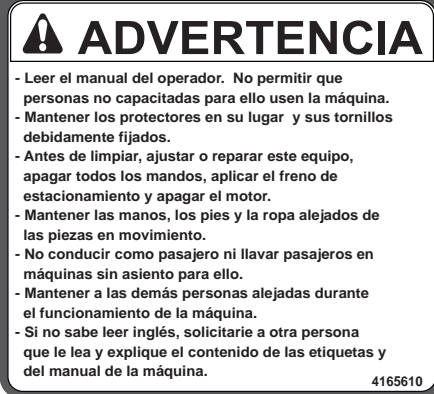 ADVERTENCIA
- Leer el manual del operador. No permitir que
personas no capacitadas para ello usen la máquina.
- Mantener los protectores en su lugar y sus tornillos
debidamente fijados.
- Antes de limpiar, ajustar o reparar este equipo,
apagar todos los mandos, aplicar el freno de
estacionamiento y apagar el motor.
- Mantener las manos, los pies y la ropa alejados de
las piezas en movimiento.
- No conducir como pasajero ni llavar pasajeros en
máquinas sin asiento para ello.
- Mantener a las demás personas alejadas durante
el funcionamiento de la máquina.
- Si no sabe leer inglés, solicitarie a otra persona
que le lea y explique el contenido de las etiquetas y
del manual de la máquina.
4165610